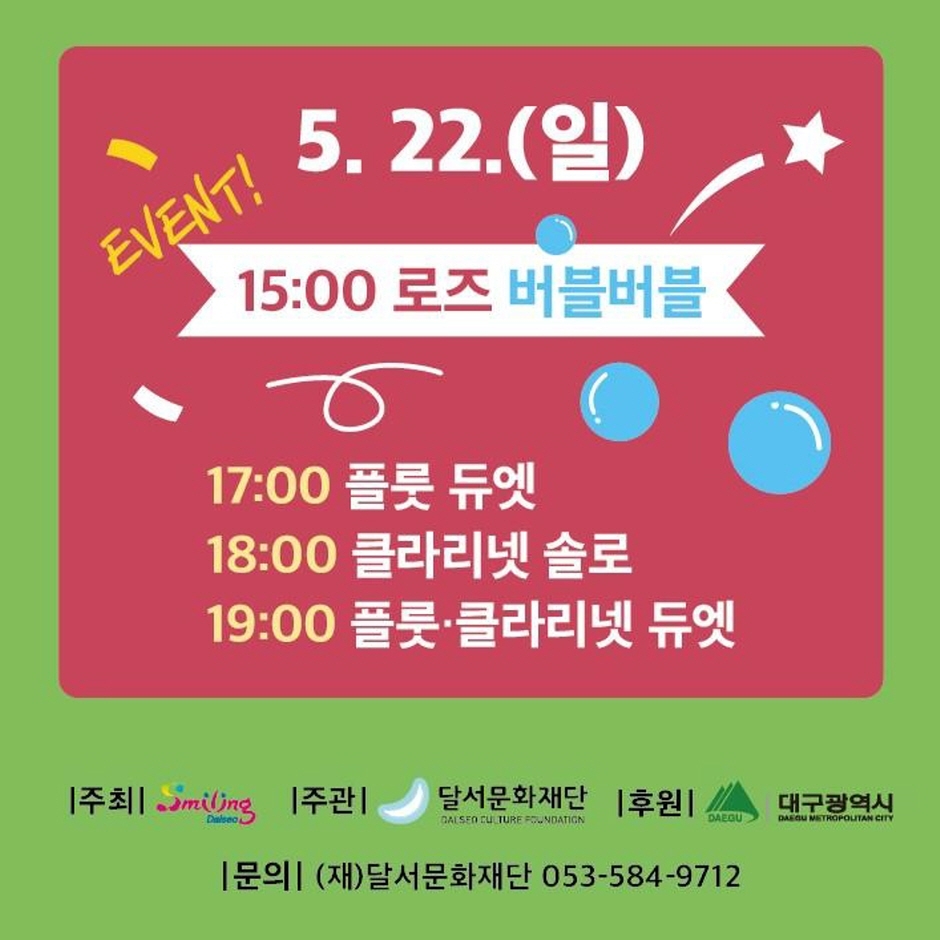 5. 22.(일)
EVENT!
15:00 로즈 버블버블
17:00 플룻 듀엣
18:00 클라리넷 솔로
19:00 플룻·클라리넷 듀엣
|주최| Smiling Dalseo |주관| 달서문화재단 DALSEO CULTURE FOUNDATION |후원| DAEGU 대구광역시 DAEGU METROPOLITAN CITY
|문의| (재)달서문화재단 053-584-9712